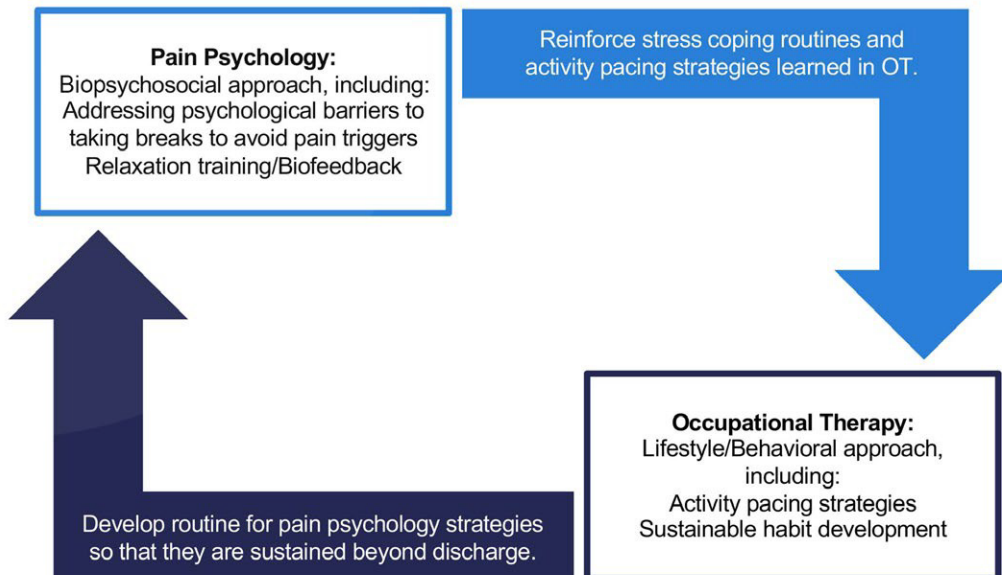 Pain Psychology:
Biopsychosocial approach, including:
Addressing psychological barriers to
taking breaks to avoid pain triggers
Relaxation training/Biofeedback
Reinforce stress coping routines and
activity pacing strategies learned in OT.
Occupational Therapy:
Lifestyle/Behavioral approach,
including:
Activity pacing strategies
Sustainable habit development
Develop routine for pain psychology strategies
so that they are sustained beyond discharge.